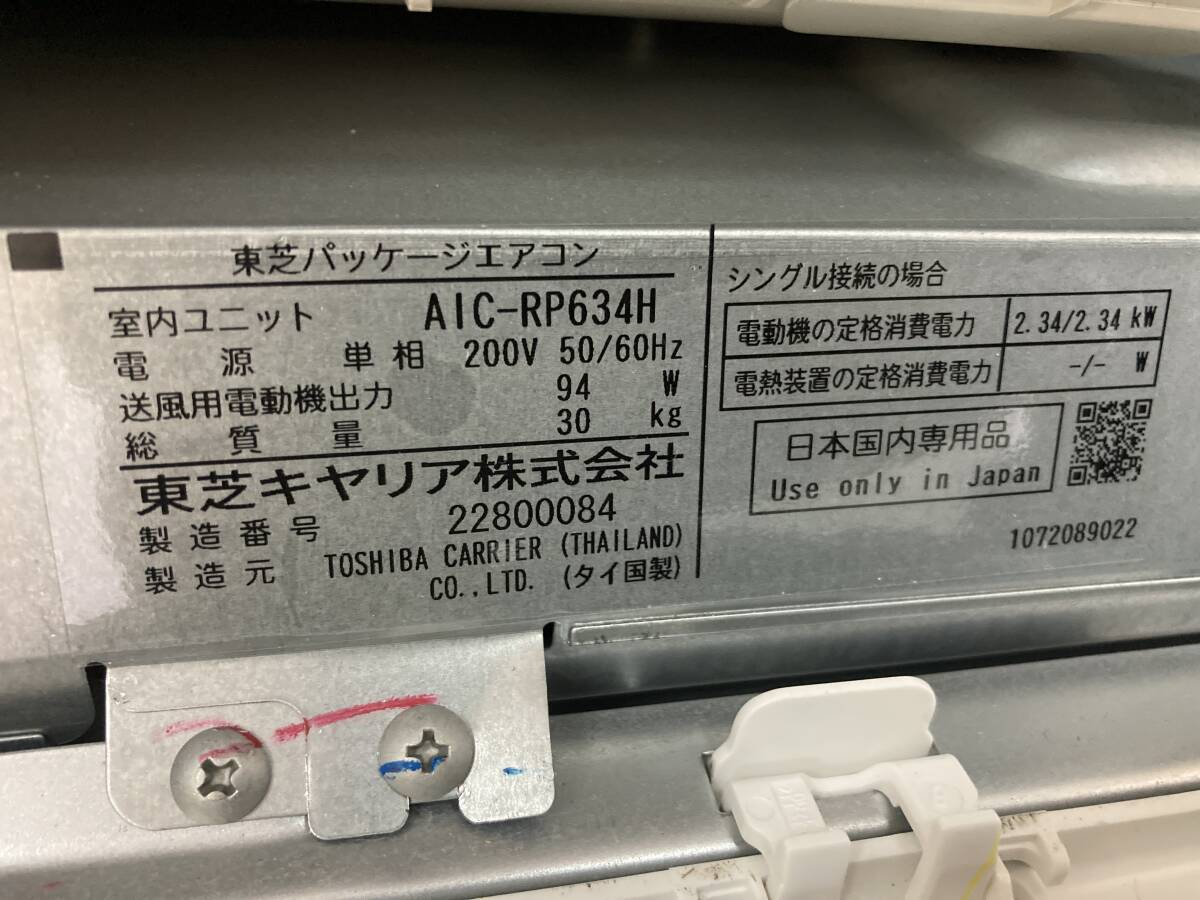 東芝パッケージエアコン
室内ユニット AIC-RP634H
電源 単相 200V 50/60Hz
送風用電動機出力 94 W
総質量 30 kg
東芝キヤリア株式会社
製造番号 22800084
製造元 TOSHIBA CARRIER (THAILAND)
CO.,LTD. (タイ国製)
シングル接続の場合
電動機の定格消費電力 2.34/2.34 kW
電熱装置の定格消費電力 -/- W
日本国内専用品
Use only in Japan
1072089022